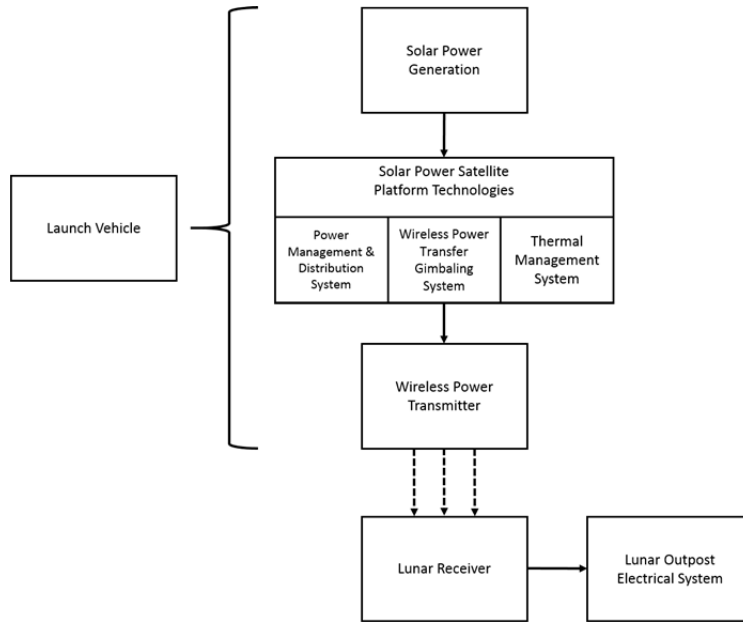 Solar Power
Generation
Launch Vehicle
Solar Power Satellite
Platform Technologies
Power
Management &
Distribution
System
Wireless Power
Transfer
Gimbaling
System
Thermal
Management
System
Wireless Power
Transmitter
Lunar Receiver
Lunar Outpost
Electrical System